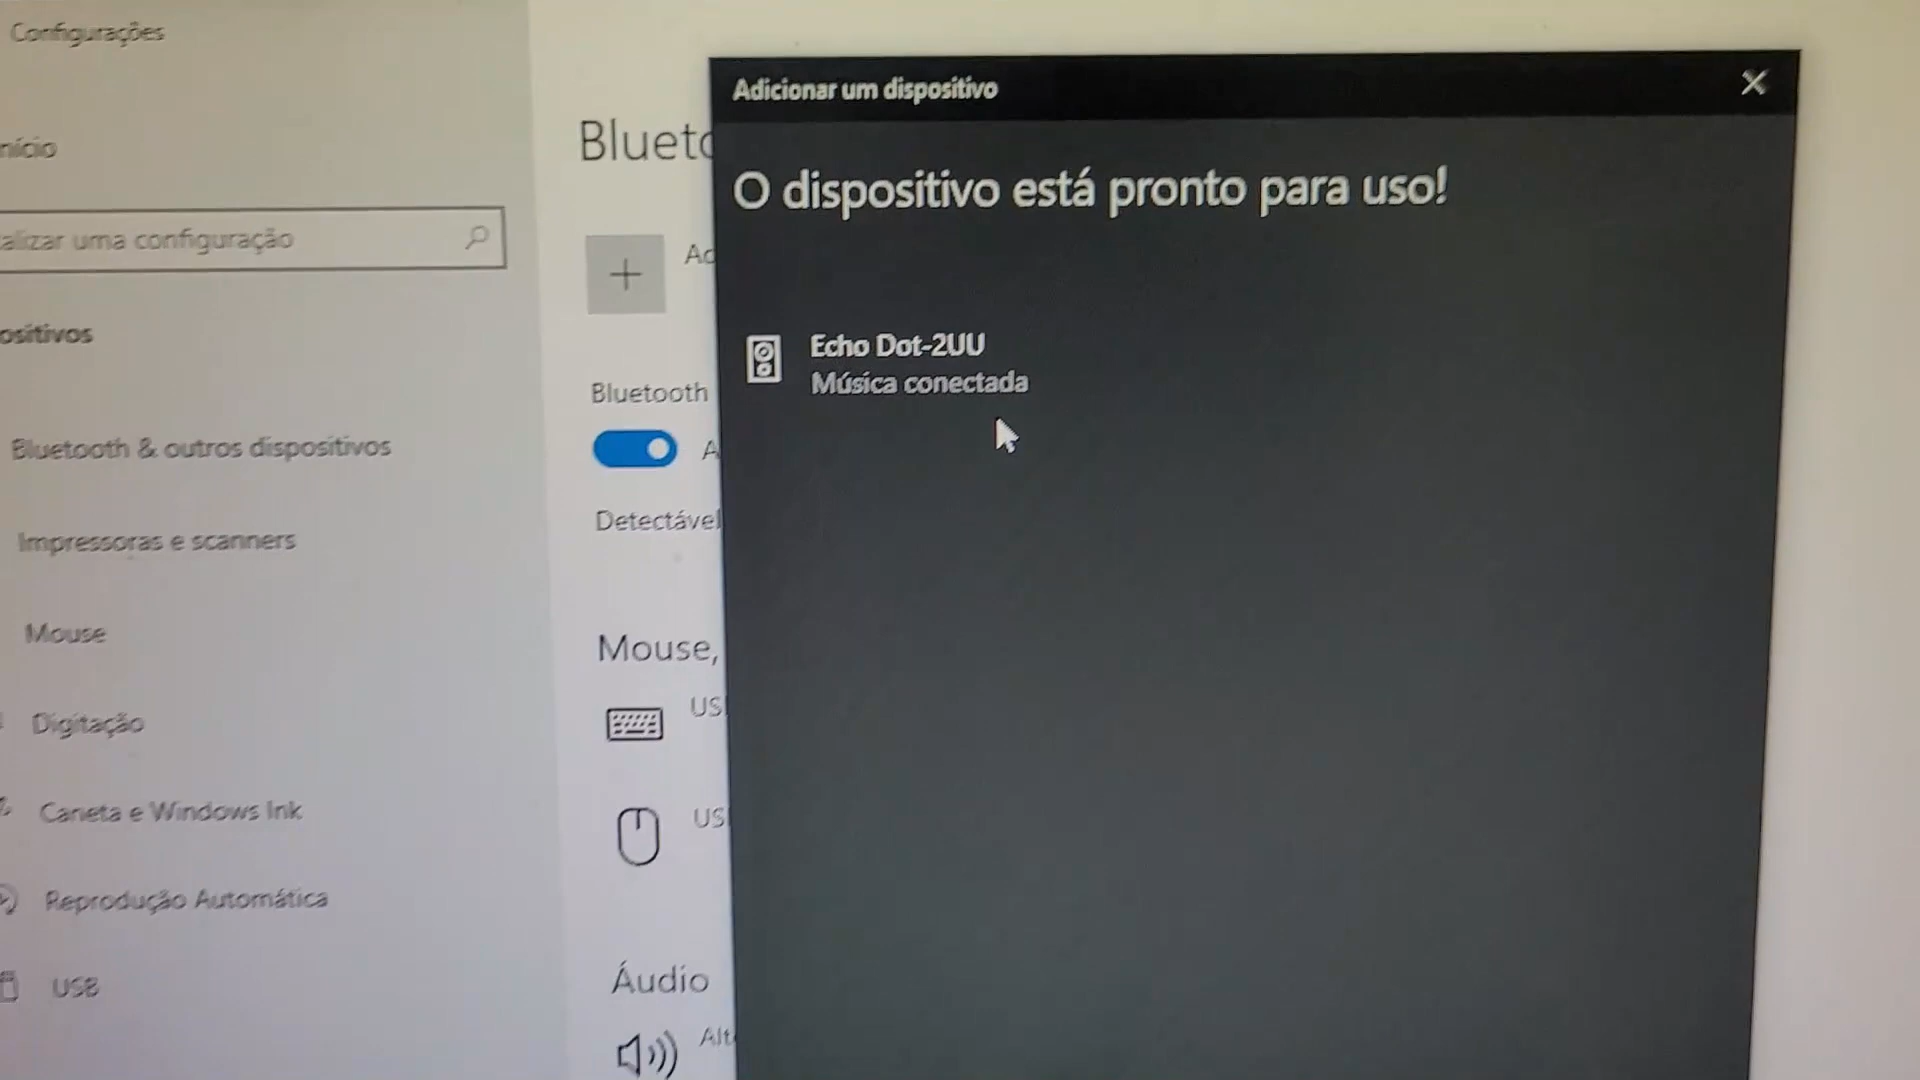 Configurações
nício
alizar uma configuração
ositivos
Bluetooth & outros dispositivos
Impressoras e scanners
Mouse
Digitação
Caneta e Windows Ink
Reprodução Automática
USB
Blueto
Ad
Bluetooth
A
Detectável
Mouse,
US
US
Áudio
Alt
Adicionar um dispositivo
O dispositivo está pronto para uso!
Echo Dot-2UU
Música conectada